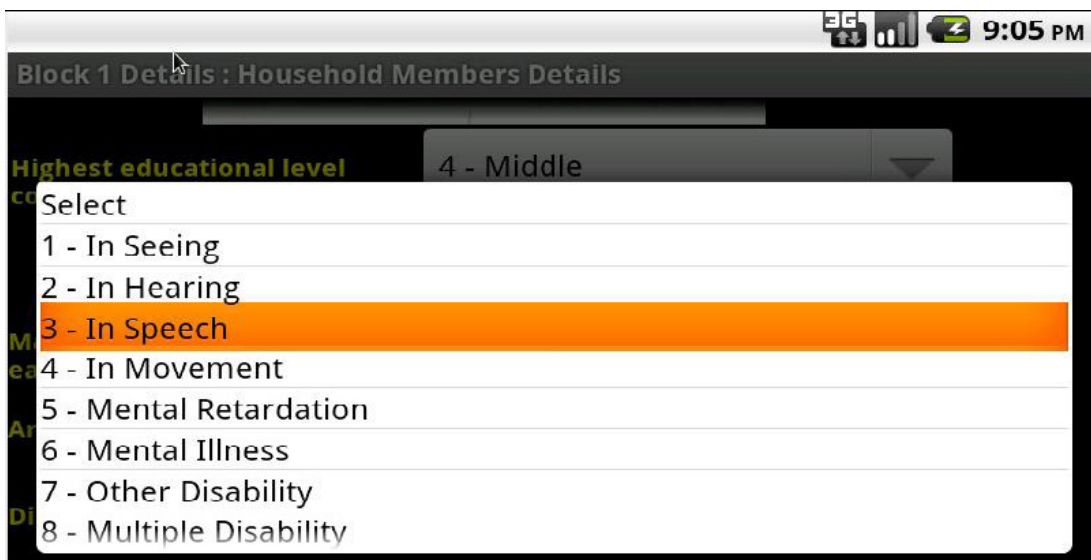 3G 9:05 PM
Block 1 Details : Household Members Details
Highest educational level
4 - Middle
Select
1 - In Seeing
2 - In Hearing
3 - In Speech
4 - In Movement
5 - Mental Retardation
6 - Mental Illness
7 - Other Disability
8 - Multiple Disability